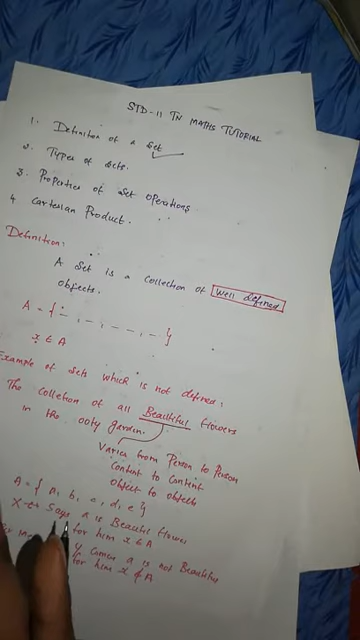 STD-11 TN MATHS TUTORIAL
1. Definition of a Set
2. Types of Sets.
3. Properties of Set Operations
4 Cartesian Product.
Definition:
A Set is a collection of Well defined
objects.
A = { -, -, -, -, - }
x ∈ A
Example of Sets which is not defined:
The colletion of all Beautiful flowers
in the ooty garden.
Varies from Person to Person
Content to Content
Object to objects
A = { A, b, c, d, e }
Says a is Beautiful flower
for him x ∈ A
y Comes a is not Beautiful
for him x ∉ A